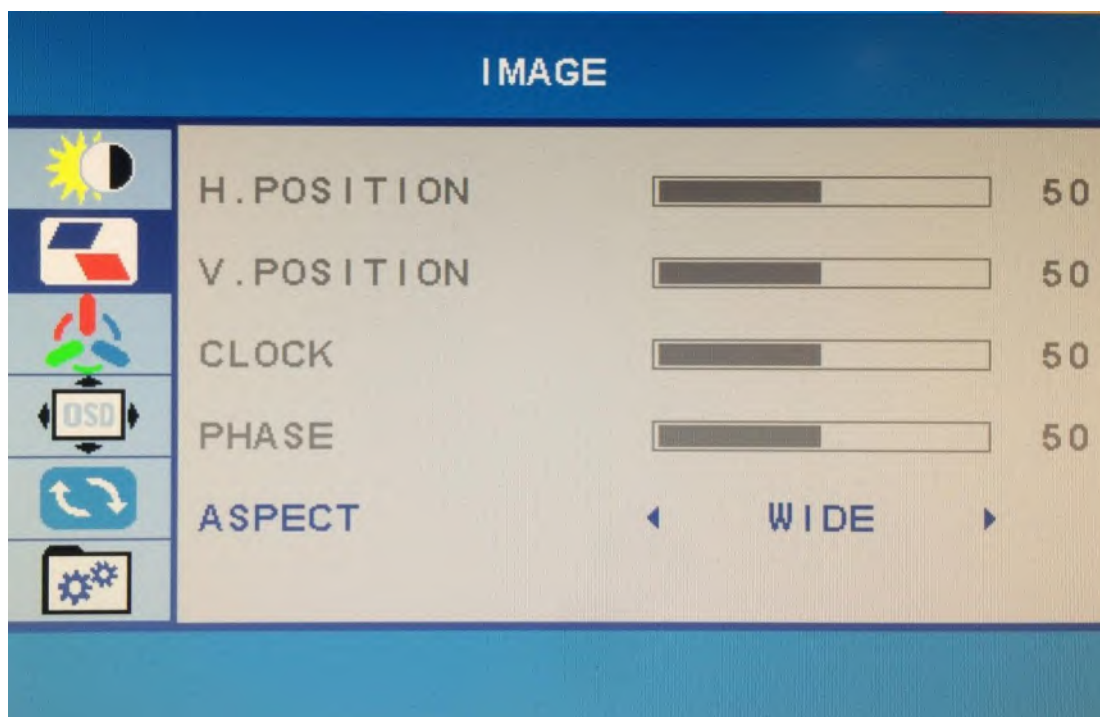 IMAGE
H.POSITION 50
V.POSITION 50
CLOCK 50
PHASE 50
OSD
ASPECT WIDE